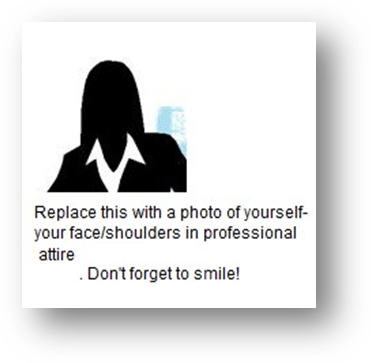 Replace this with a photo of yourself-
your face/shoulders in professional
attire
. Don't forget to smile!